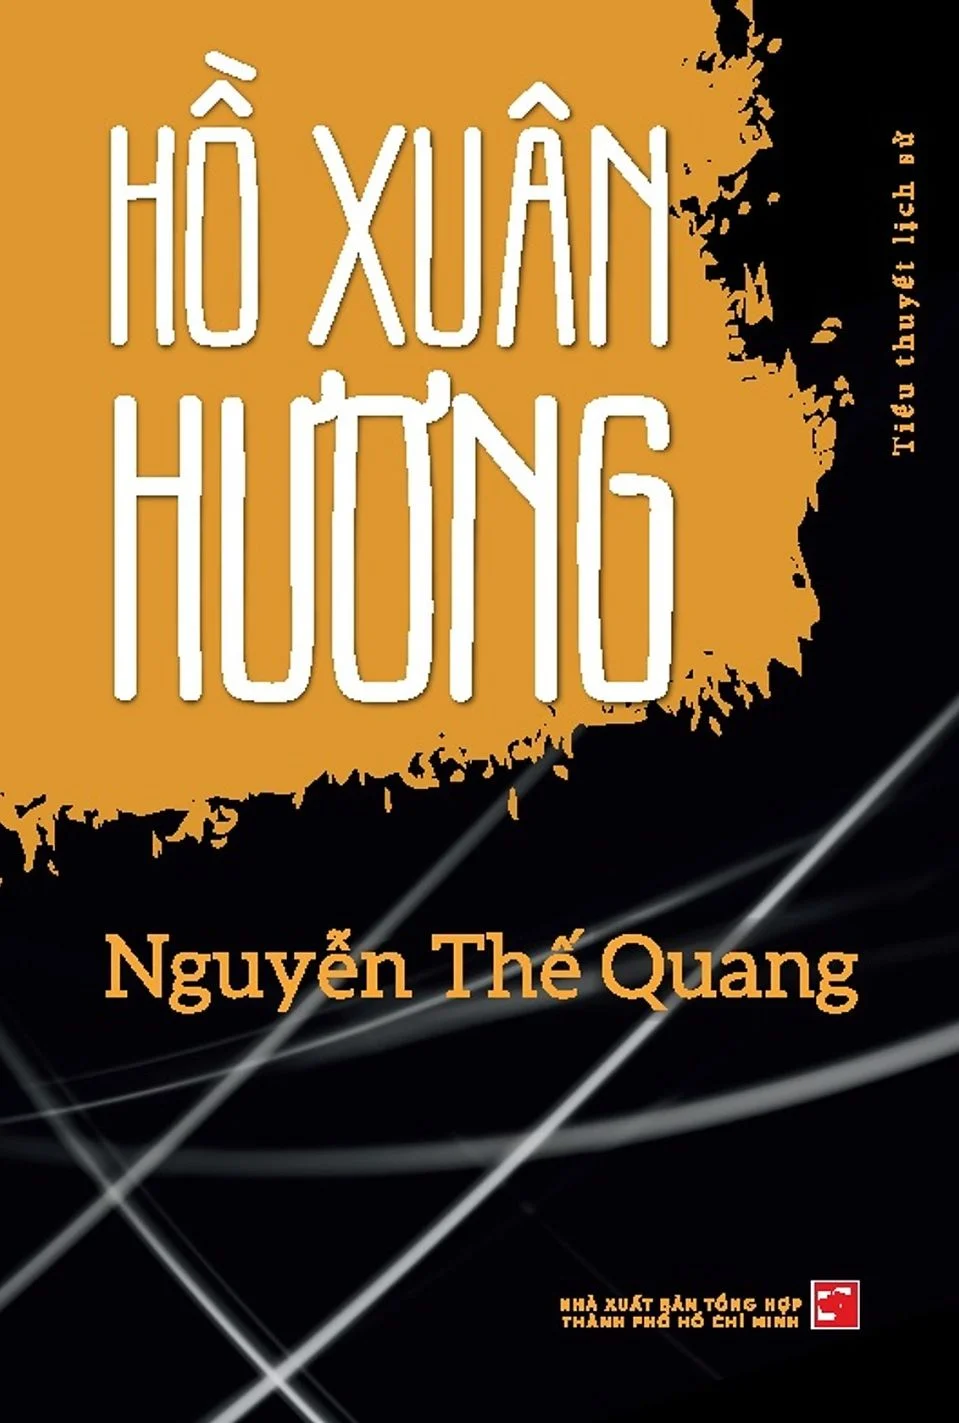 HỒ XUÂN
HƯƠNG
Tiểu thuyết lịch sử
Nguyễn Thế Quang
NHÀ XUẤT BẢN TỔNG HỢP
THÀNH PHỐ HỒ CHÍ MINH